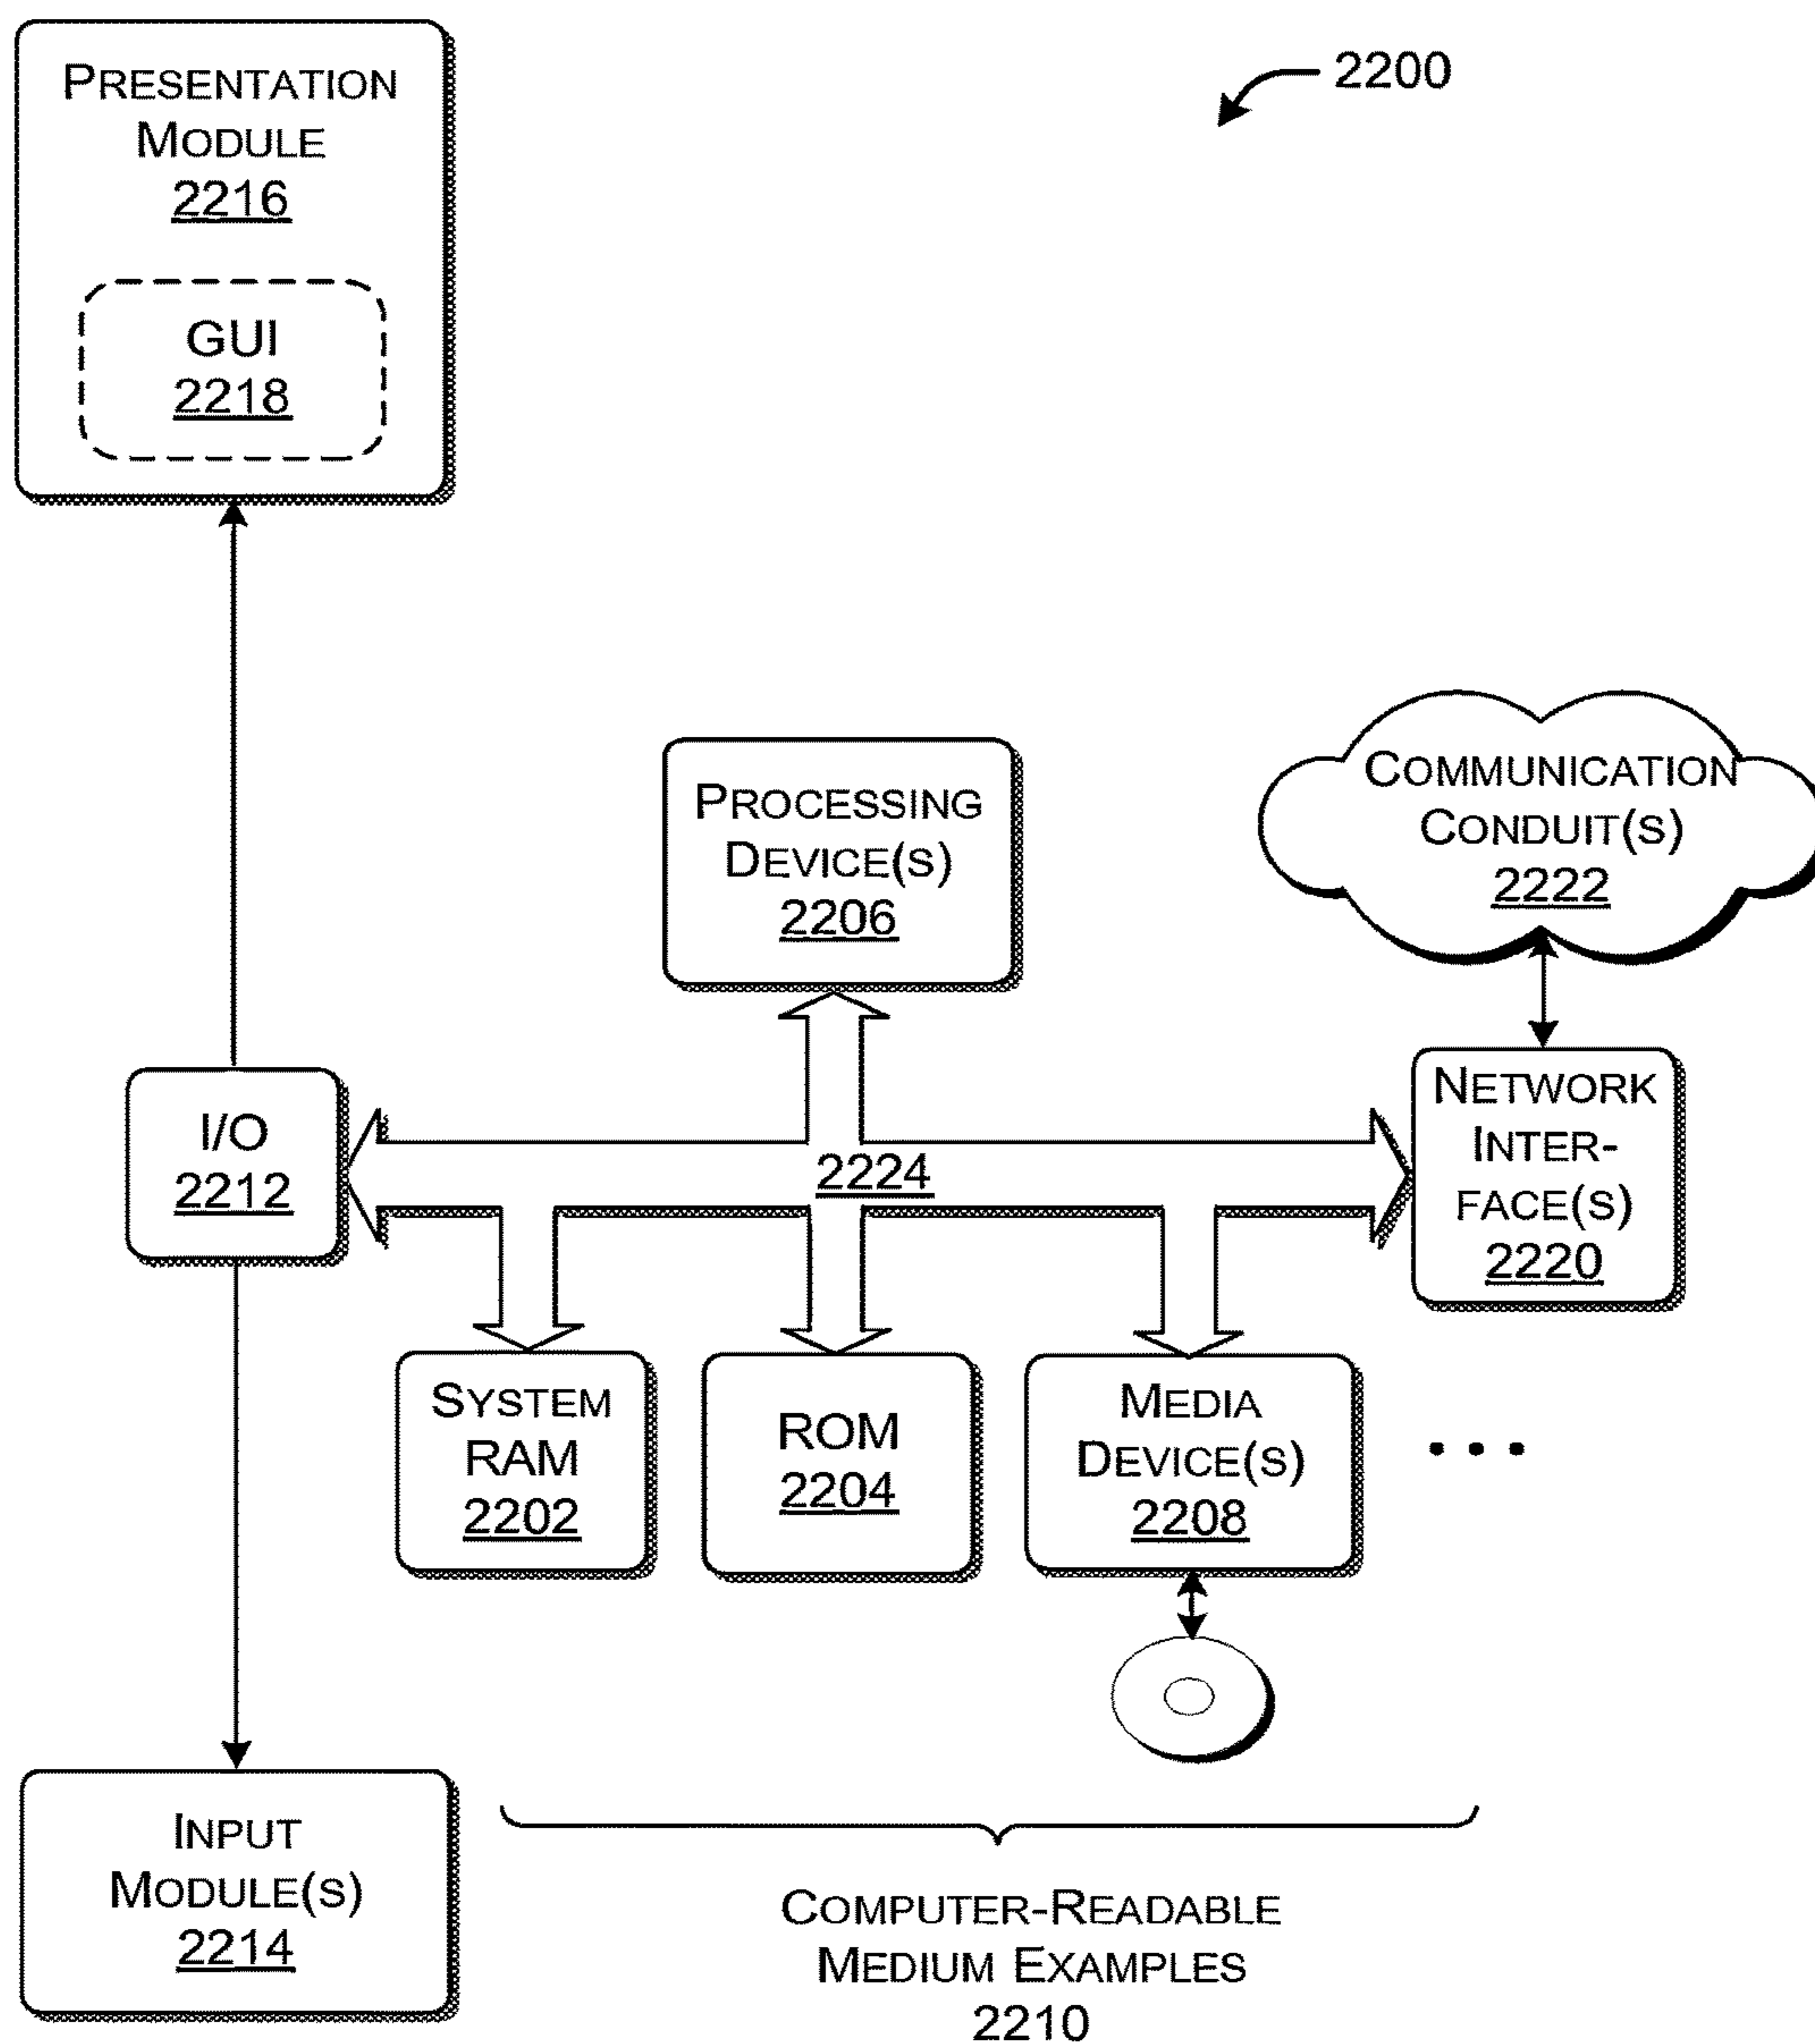 PRESENTATION
MODULE
2216
GUI
2218
2200
PROCESSING
DEVICE(S)
2206
COMMUNICATION
CONDUIT(S)
2222
I/O
2212
2224
NETWORK
INTER-
FACE(S)
2220
SYSTEM
RAM
2202
ROM
2204
MEDIA
DEVICE(S)
2208
...
INPUT
MODULE(S)
2214
COMPUTER-READABLE
MEDIUM EXAMPLES
2210